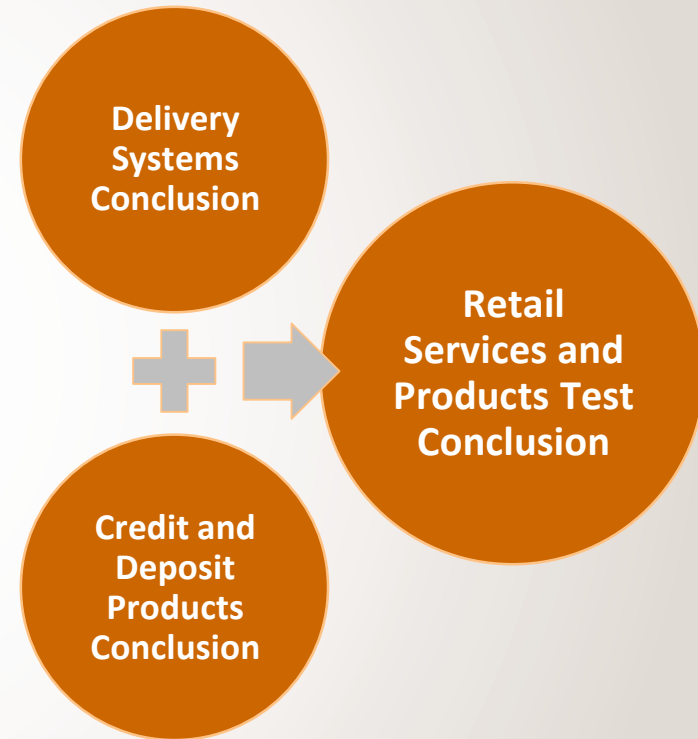 Delivery
Systems
Conclusion
Retail
Services and
Products Test
Conclusion
Credit and
Deposit
Products
Conclusion